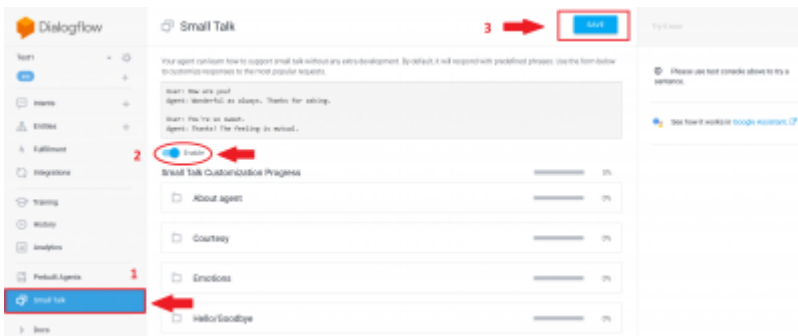 Dialogflow
Small Talk
3
SAVE
Try it now
Test1
en
Your agent can learn how to support small talk without any extra development. By default, it will respond with predefined phrases. Use the form below
to customize responses to the most popular requests.
Please use test console above to try a
sentence.
User: How are you?
Agent: Wonderful as always. Thanks for asking.
User: You're so sweet.
Agent: Thanks! The feeling is mutual.
See how it works in Google Assistant.
Intents
Entities
Fulfillment
2
Enable
Integrations
Small Talk Customization Progress
0%
Training
About agent
0%
History
Analytics
Courtesy
0%
Prebuilt Agents
1
Emotions
0%
Small Talk
Hello/Goodbye
0%
Docs